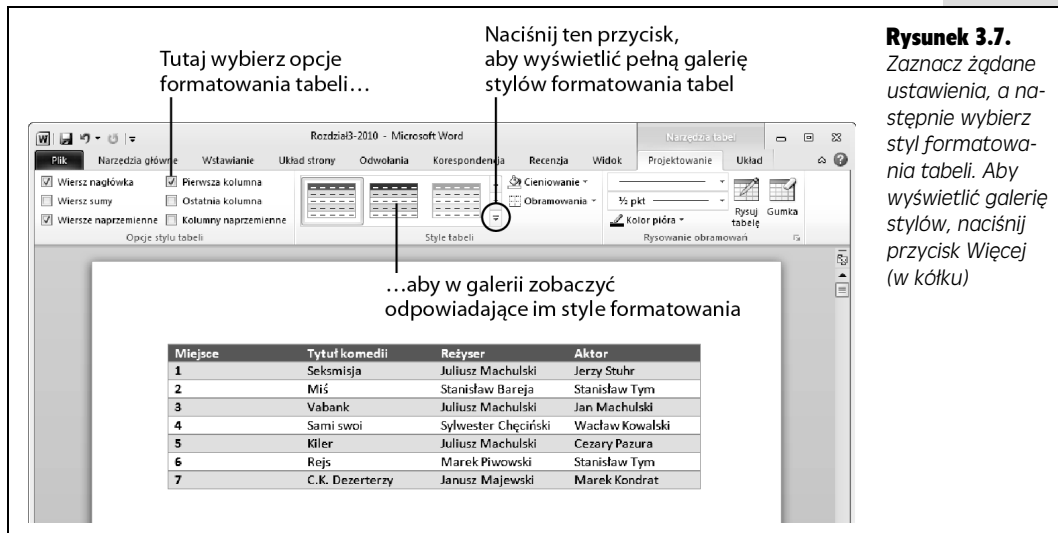 Naciśnij ten przycisk,
aby wyświetlić pełną galerię
stylów formatowania tabel
Tutaj wybierz opcje
formatowania tabeli…
Rozdział3-2010 - Microsoft Word
Narzędzia tabel
Plik Narzędzia główne Wstawianie Układ strony Odwołania Korespondencja Recenzja Widok Projektowanie Układ
Wiersz nagłówka Pierwsza kolumna
Wiersz sumy Ostatnia kolumna
Wiersze naprzemienne Kolumny naprzemienne
Opcje stylu tabeli
Cieniowanie
Obramowania
Style tabeli
½ pkt
Kolor pióra
Rysuj tabelę
Gumka
Rysowanie obramowań
…aby w galerii zobaczyć
odpowiadające im style formatowania
Miejsce Tytuł komedii Reżyser Aktor
1 Seksmisja Juliusz Machulski Jerzy Stuhr
2 Miś Stanisław Bareja Stanisław Tym
3 Vabank Juliusz Machulski Jan Machulski
4 Sami swoi Sylwester Chęciński Wacław Kowalski
5 Kiler Juliusz Machulski Cezary Pazura
6 Rejs Marek Piwowski Stanisław Tym
7 C.K. Dezerterzy Janusz Majewski Marek Kondrat
Rysunek 3.7.
Zaznacz żądane
ustawienia, a na-
stępnie wybierz
styl formatowa-
nia tabeli. Aby
wyświetlić galerię
stylów, naciśnij
przycisk Więcej
(w kółku)